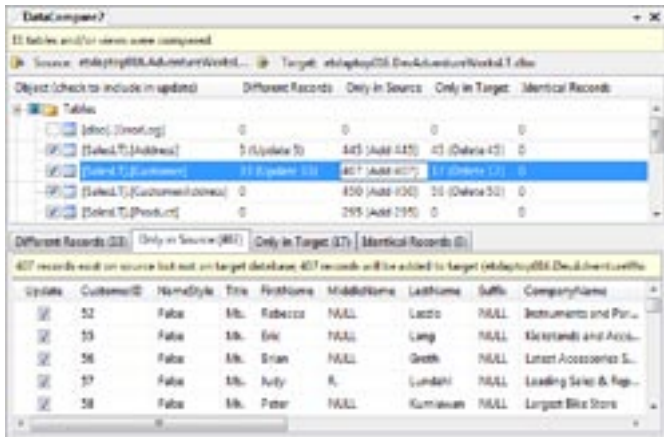 DataCompare7
11 tables and/or views were compared.
Source: Target:
Object (check to include in update) Different Records Only in Source Only in Target Identical Records
Tables
[dbo].[ErrorLog] 0 0 0 0
[SalesLT].[Address] 5 (Update 5) 445 (Add 445) 45 (Delete 45) 0
[SalesLT].[Customer] 33 (Update 33) 407 (Add 407) 17 (Delete 17) 0
[SalesLT].[CustomerAddress] 0 450 (Add 450) 50 (Delete 50) 0
[SalesLT].[Product] 0 295 (Add 295) 0 0
Different Records (33) Only in Source (407) Only in Target (17) Identical Records (0)
407 records exist on source but not on target database; 407 records will be added to target
Update CustomerID NameStyle Title FirstName MiddleName LastName Suffix CompanyName
52 False Ms. Rebecca NULL Laszlo NULL Instruments and Par...
55 False Mr. Eric NULL Lang NULL Kickstands and Acce...
56 False Mr. Brian NULL Groth NULL Latest Accessories S...
57 False Ms. Judy R. Lundahl NULL Leading Sales & Rep...
58 False Mr. Peter NULL Kurniawan NULL Largest Bike Store